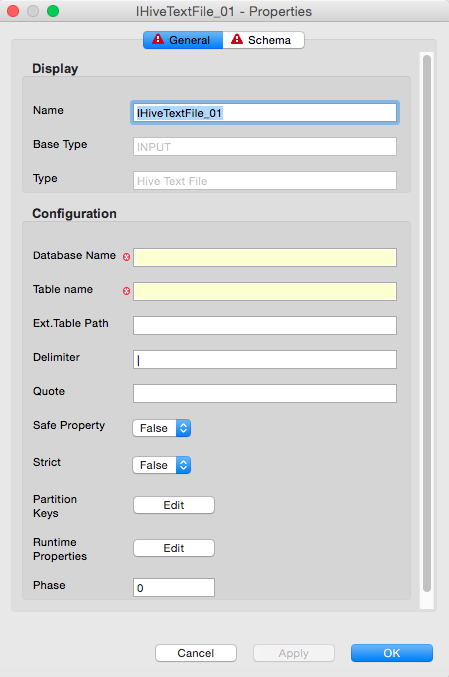 IHiveTextFile_01 - Properties
General
Schema
Display
Name
IHiveTextFile_01
Base Type
INPUT
Type
Hive Text File
Configuration
Database Name
Table name
Ext.Table Path
Delimiter
|
Quote
Safe Property
False
Strict
False
Partition
Keys
Edit
Runtime
Properties
Edit
Phase
0
Cancel
Apply
OK